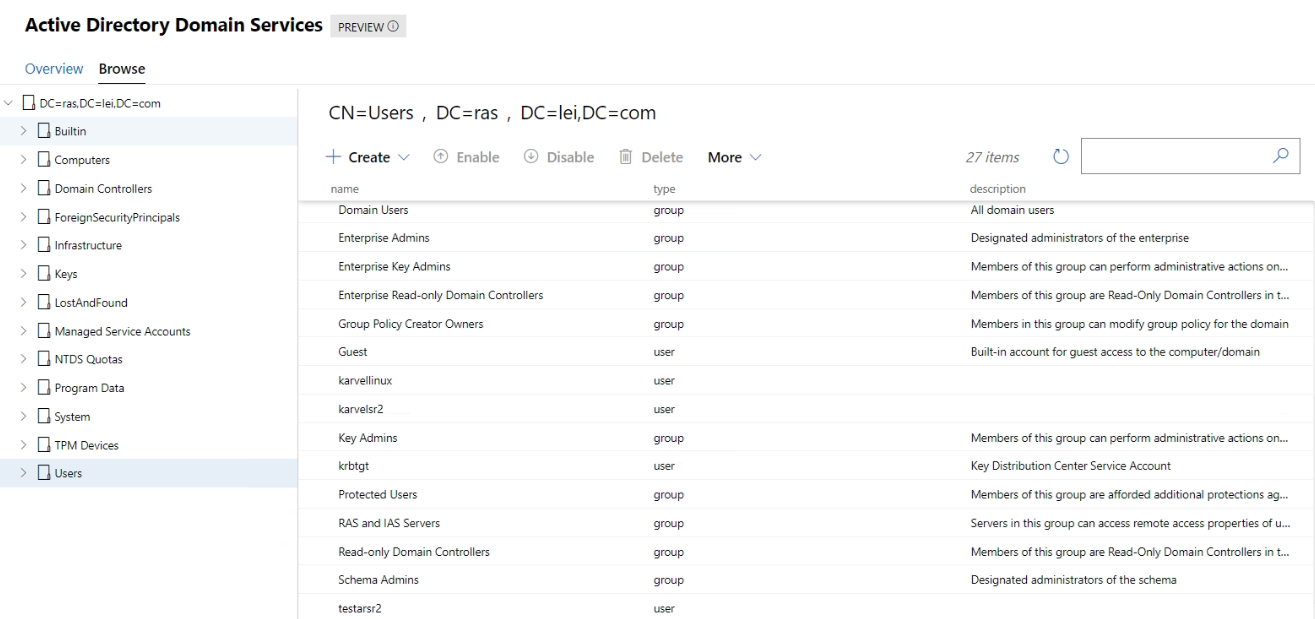 Active Directory Domain Services PREVIEW
Overview Browse
DC=ras,DC=lei,DC=com
Builtin
Computers
Domain Controllers
ForeignSecurityPrincipals
Infrastructure
Keys
LostAndFound
Managed Service Accounts
NTDS Quotas
Program Data
System
TPM Devices
Users
CN=Users , DC=ras , DC=lei,DC=com
Create Enable Disable Delete More 27 items
name type description
Domain Users group All domain users
Enterprise Admins group Designated administrators of the enterprise
Enterprise Key Admins group Members of this group can perform administrative actions on...
Enterprise Read-only Domain Controllers group Members of this group are Read-Only Domain Controllers in t...
Group Policy Creator Owners group Members in this group can modify group policy for the domain
Guest user Built-in account for guest access to the computer/domain
karvellinux user
karvelsr2 user
Key Admins group Members of this group can perform administrative actions on...
krbtgt user Key Distribution Center Service Account
Protected Users group Members of this group are afforded additional protections ag...
RAS and IAS Servers group Servers in this group can access remote access properties of u...
Read-only Domain Controllers group Members of this group are Read-Only Domain Controllers in t...
Schema Admins group Designated administrators of the schema
testarsr2 user